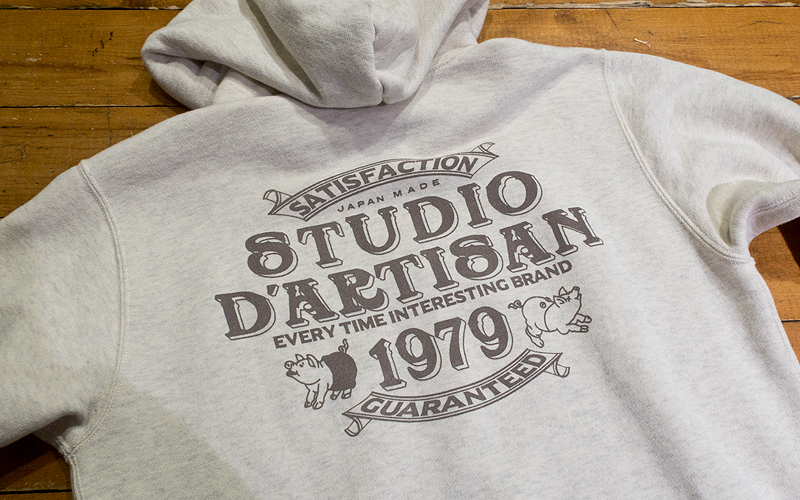 SATISFACTION
JAPAN MADE
STUDIO
D'ARTISAN
EVERY TIME INTERESTING BRAND
1979
GUARANTEED